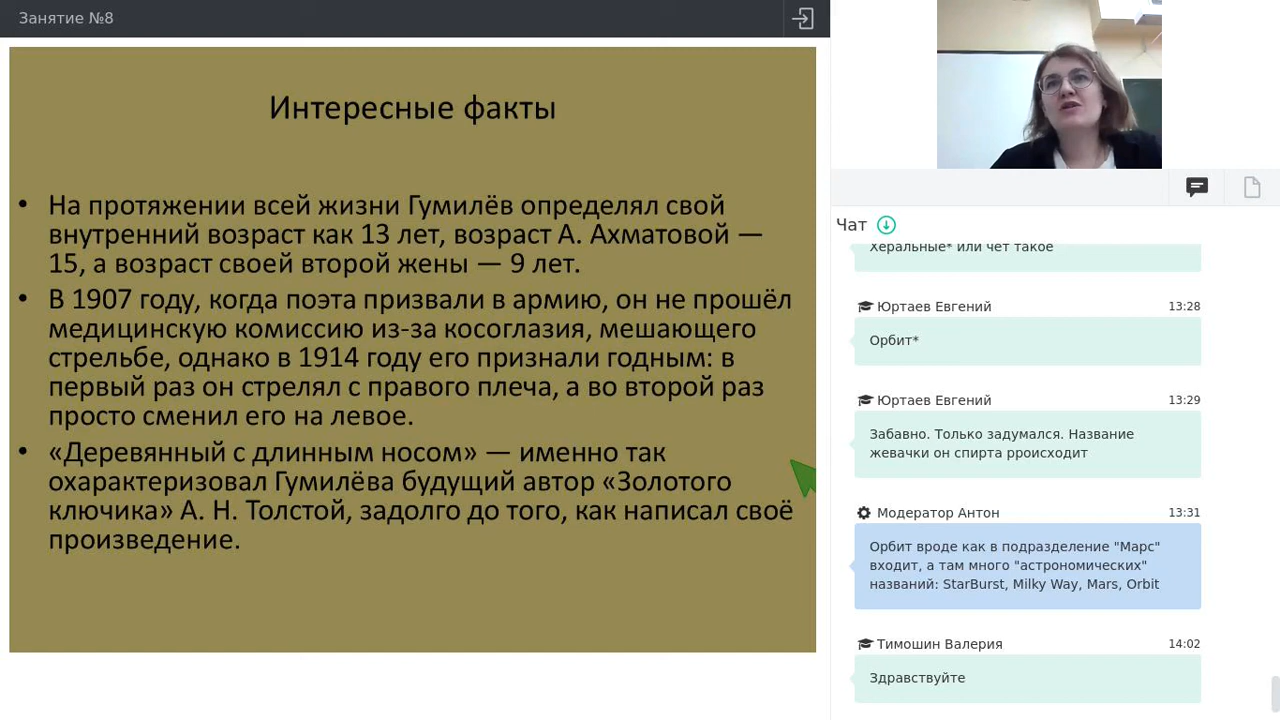 Занятие №8
Интересные факты
• На протяжении всей жизни Гумилёв определял свой
внутренний возраст как 13 лет, возраст А. Ахматовой —
15, а возраст своей второй жены — 9 лет.
• В 1907 году, когда поэта призвали в армию, он не прошёл
медицинскую комиссию из-за косоглазия, мешающего
стрельбе, однако в 1914 году его признали годным: в
первый раз он стрелял с правого плеча, а во второй раз
просто сменил его на левое.
• «Деревянный с длинным носом» — именно так
охарактеризовал Гумилёва будущий автор «Золотого
ключика» А. Н. Толстой, задолго до того, как написал своё
произведение.
Чат
Херальные* или чет такое
Юртаев Евгений 13:28
Орбит*
Юртаев Евгений 13:29
Забавно. Только задумался. Название
жевачки он спирта рроисходит
Модератор Антон 13:31
Орбит вроде как в подразделение "Марс"
входит, а там много "астрономических"
названий: StarBurst, Milky Way, Mars, Orbit
Тимошин Валерия 14:02
Здравствуйте